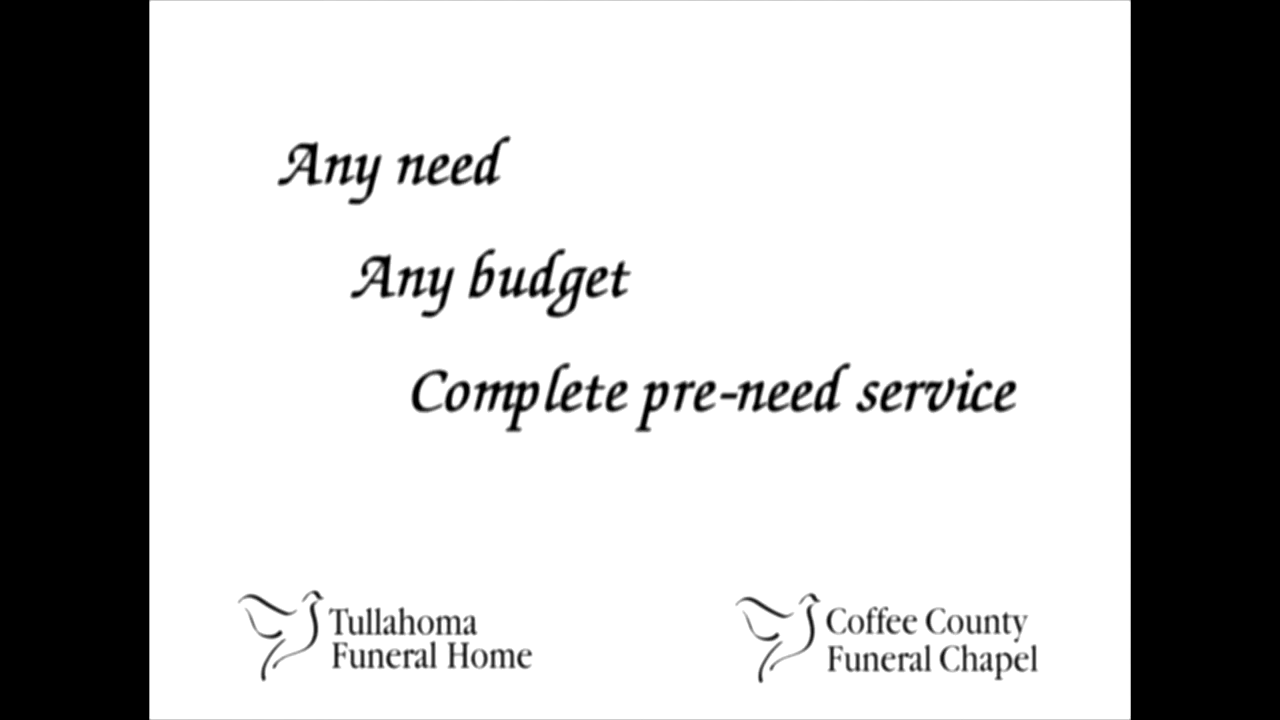 Any need
Any budget
Complete pre-need service
Tullahoma
Funeral Home
Coffee County
Funeral Chapel